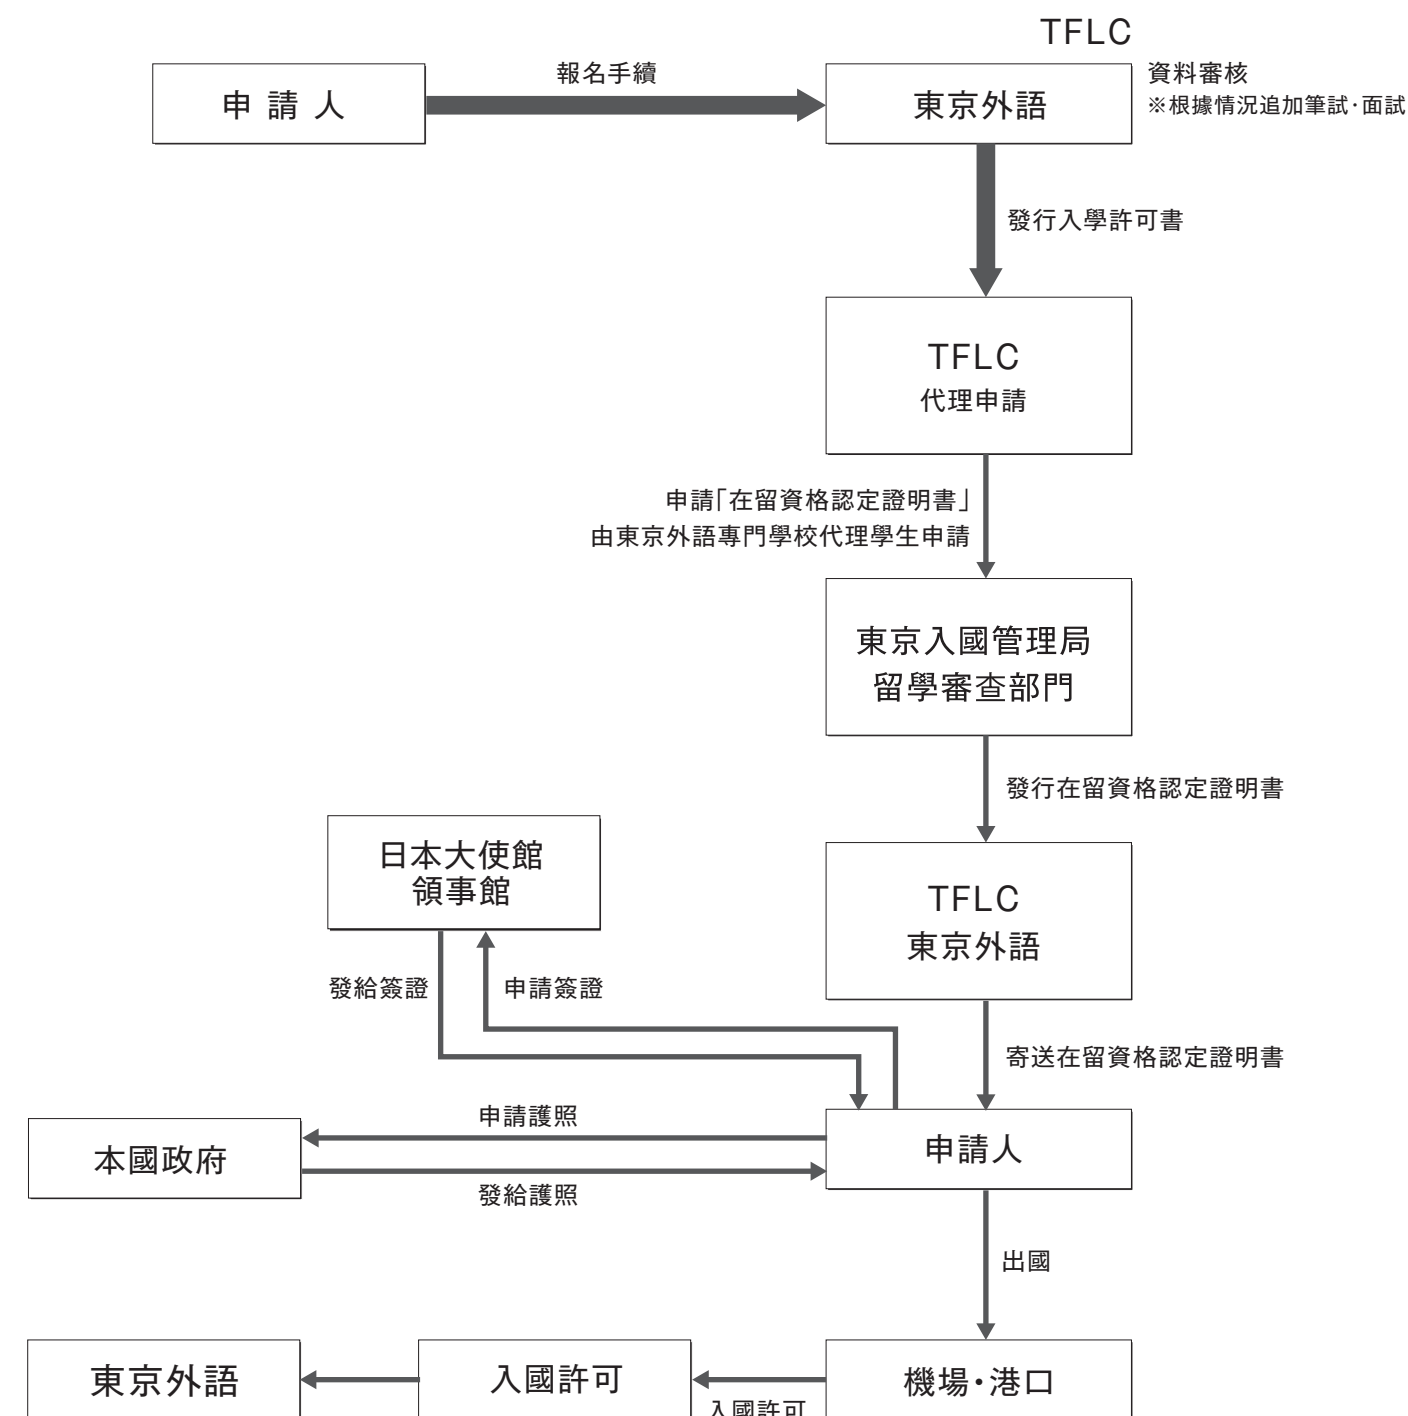 TFLC
申請人
報名手續
東京外語
資料審核
※根據情況追加筆試·面試
發行入學許可書
TFLC
代理申請
申請「在留資格認定證明書」
由東京外語專門學校代理學生申請
東京入國管理局
留學審查部門
發行在留資格認定證明書
日本大使館
領事館
TFLC
東京外語
發給簽證
申請簽證
寄送在留資格認定證明書
申請護照
本國政府
申請人
發給護照
出國
東京外語
入國許可
機場·港口
入國許可